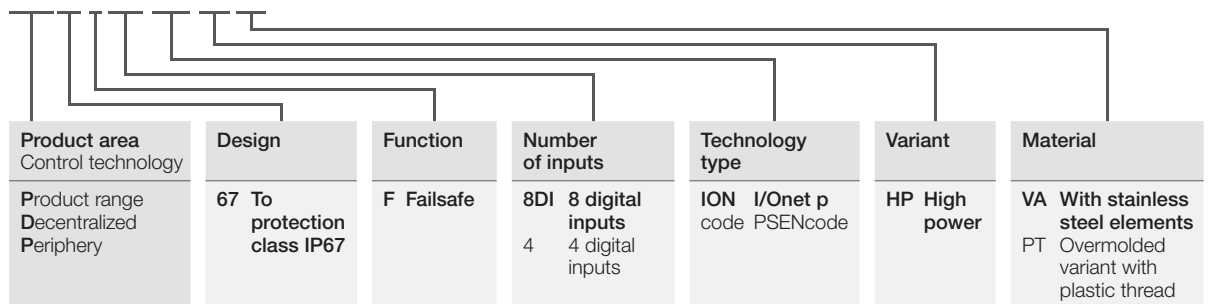 Product area
Control technology
Product range
Decentralized
Periphery
Design
67 To
protection
class IP67
Function
F Failsafe
Number
of inputs
8DI 8 digital
inputs
4 4 digital
inputs
Technology
type
ION I/Onet p
code PSENcode
Variant
HP High
power
Material
VA With stainless
steel elements
PT Overmolded
variant with
plastic thread